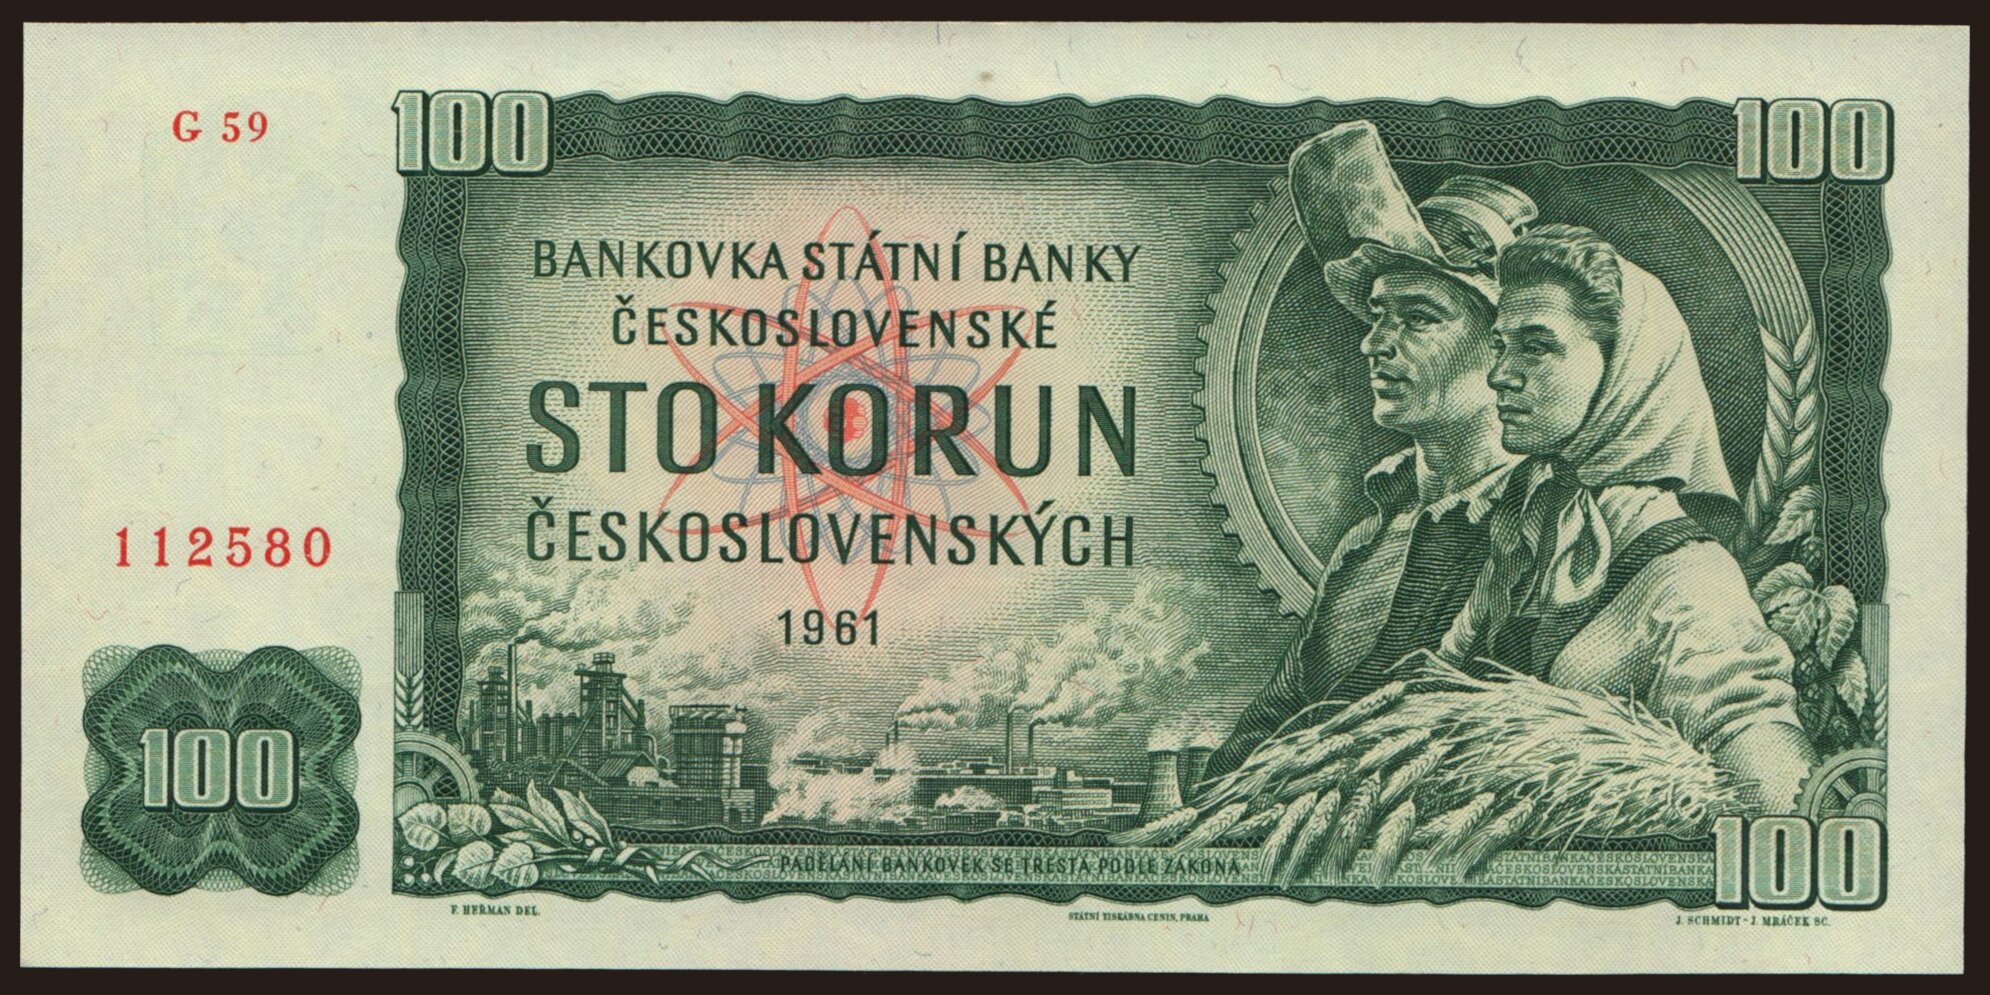 G 59
100
100
BANKOVKA STÁTNÍ BANKY
ČESKOSLOVENSKÉ
STO KORUN
ČESKOSLOVENSKÝCH
112580
1961
100
PADĚLÁNÍ BANKOVEK SE TRESTÁ PODLE ZÁKONA
100
F. HEŘMAN DEL.
STÁTNÍ TISKÁRNA CENIN, PRAHA
J. SCHMIDT - J. MRÁČEK SC.